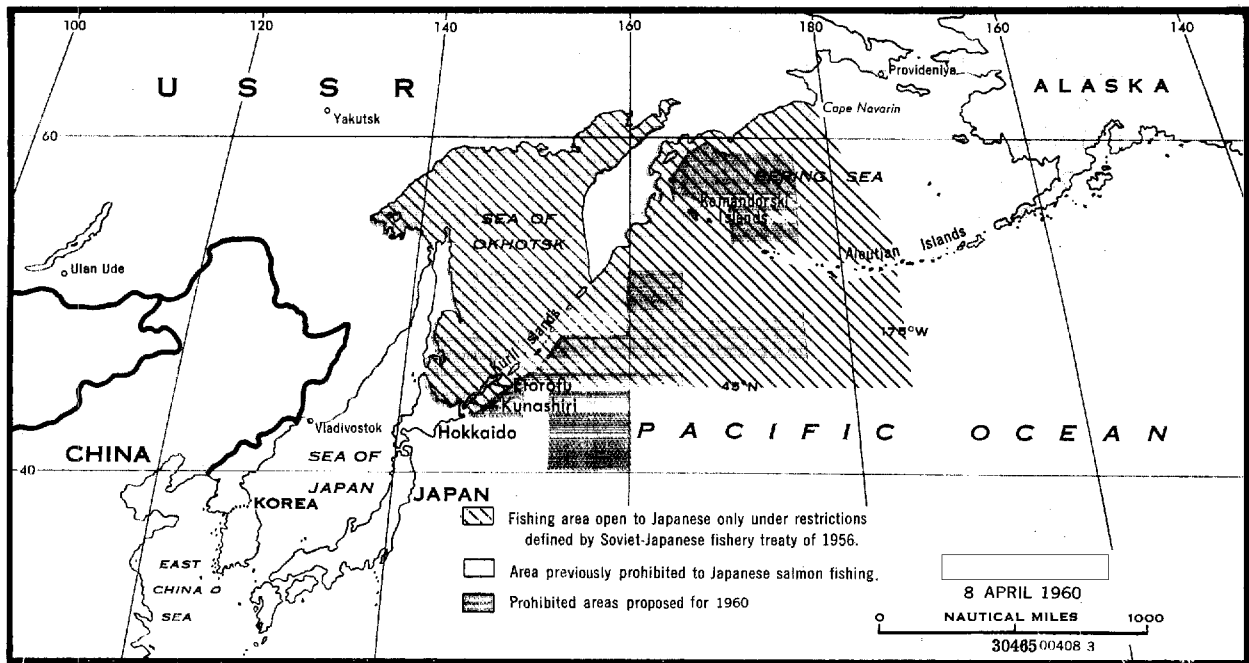 100 120 140 160 180 160 140
U S S R
Yakutsk
Provideniya
ALASKA
Cape Navarin
60
BERING SEA
SEA OF
OKHOTSK
Komandorski
Islands
Aleutian Islands
Ulan Ude
Kuril Islands
175°W
45°N
Etorofu
Kunashiri
Vladivostok
Hokkaido
PACIFIC OCEAN
CHINA
SEA OF
JAPAN
40
KOREA
JAPAN
EAST
CHINA
SEA
Fishing area open to Japanese only under restrictions
defined by Soviet-Japanese fishery treaty of 1956.
Area previously prohibited to Japanese salmon fishing.
Prohibited areas proposed for 1960
8 APRIL 1960
0 NAUTICAL MILES 1000
30465 00408 3